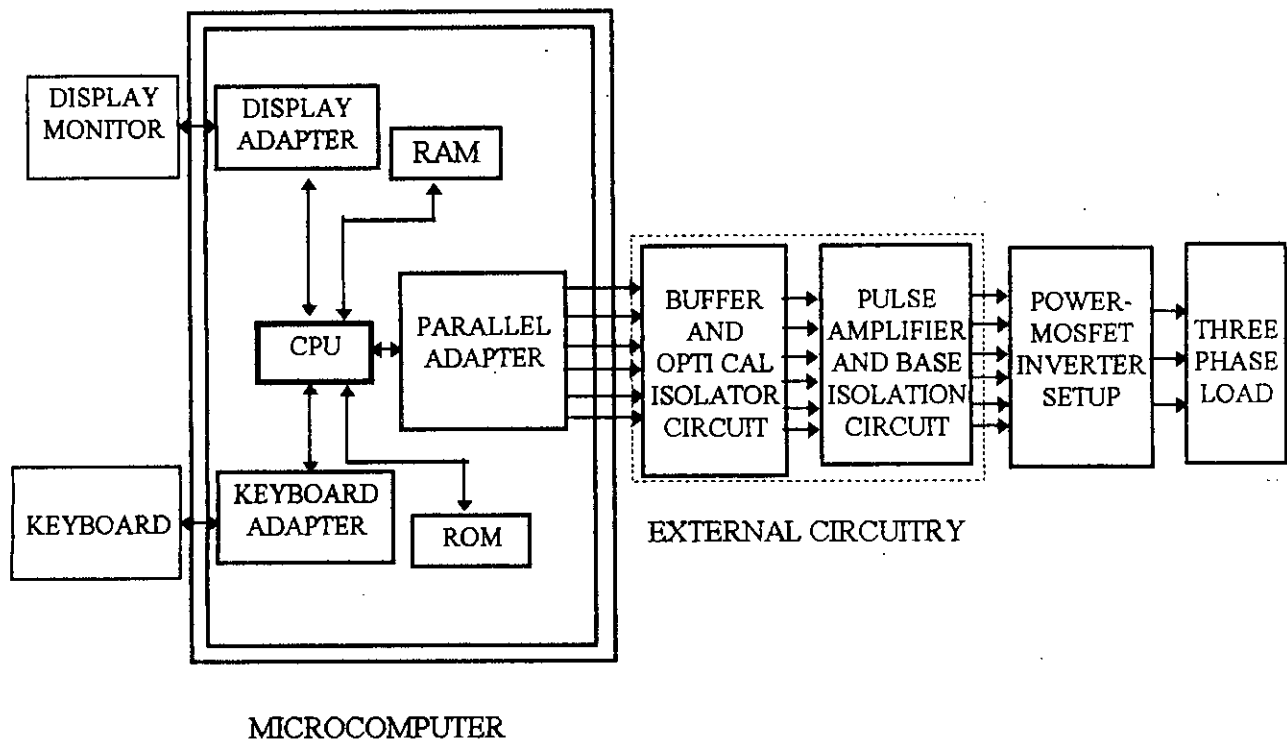 DISPLAY
MONITOR
DISPLAY
ADAPTER
RAM
CPU
PARALLEL
ADAPTER
KEYBOARD
KEYBOARD
ADAPTER
ROM
BUFFER
AND
OPTI CAL
ISOLATOR
CIRCUIT
PULSE
AMPLIFIER
AND BASE
ISOLATION
CIRCUIT
POWER-
MOSFET
INVERTER
SETUP
THREE
PHASE
LOAD
EXTERNAL CIRCUITRY
MICROCOMPUTER